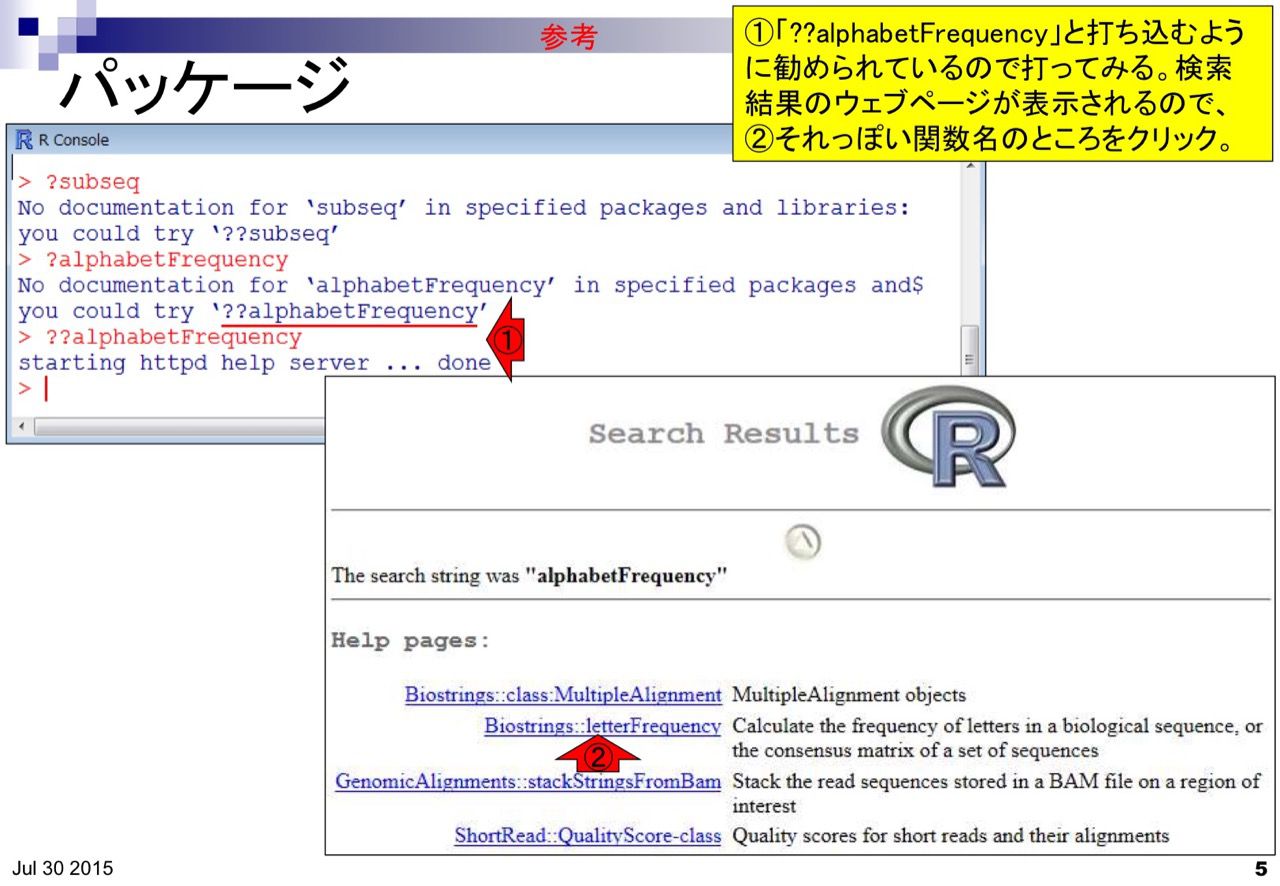 参考
パッケージ
①「??alphabetFrequency」と打ち込むよう
に勧められているので打ってみる。検索
結果のウェブページが表示されるので、
②それっぽい関数名のところをクリック。
R R Console
> ?subseq
No documentation for ‘subseq’ in specified packages and libraries:
you could try ‘??subseq’
> ?alphabetFrequency
No documentation for ‘alphabetFrequency’ in specified packages and$
you could try ‘??alphabetFrequency’
> ??alphabetFrequency
starting httpd help server ... done
>
①
Search Results R
The search string was "alphabetFrequency"
Help pages:
Biostrings::class:MultipleAlignment MultipleAlignment objects
Biostrings::letterFrequency Calculate the frequency of letters in a biological sequence, or
the consensus matrix of a set of sequences
②
GenomicAlignments::stackStringsFromBam Stack the read sequences stored in a BAM file on a region of
interest
ShortRead::QualityScore-class Quality scores for short reads and their alignments
Jul 30 2015
5